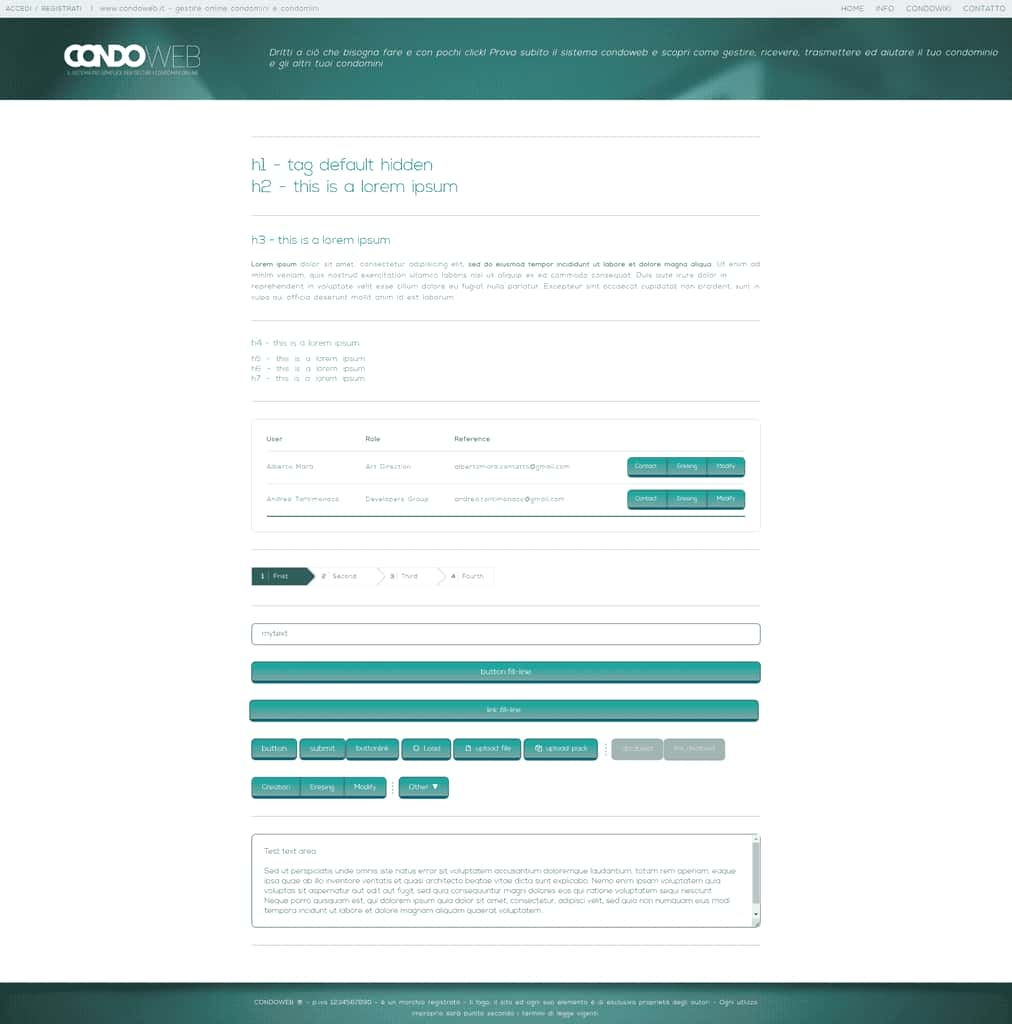 ACCEDI / REGISTRATI | www.condoweb.it - gestire online condomini e condomini HOME INFO CONDOWIKI CONTATTO
CONDOWEB
IL SISTEMA PIÙ SEMPLICE PER GESTIRE I CONDOMINI ONLINE
Dritti a ciò che bisogna fare e con pochi click! Prova subito il sistema condoweb e scopri come gestire, ricevere, trasmettere ed aiutare il tuo condominio
e gli altri tuoi condomini
h1 - tag default hidden
h2 - this is a lorem ipsum
h3 - this is a lorem ipsum
Lorem ipsum dolor sit amet, consectetur adipisicing elit, sed do eiusmod tempor incididunt ut labore et dolore magna aliqua. Ut enim ad
minim veniam, quis nostrud exercitation ullamco laboris nisi ut aliquip ex ea commodo consequat. Duis aute irure dolor in
reprehenderit in voluptate velit esse cillum dolore eu fugiat nulla pariatur. Excepteur sint occaecat cupidatat non proident, sunt in
culpa qui officia deserunt mollit anim id est laborum.
h4 - this is a lorem ipsum
h5 - this is a lorem ipsum
h6 - this is a lorem ipsum
h7 - this is a lorem ipsum
User Role Reference
Alberto Marà Art Direction albertomara.contatto@gmail.com Contact Erasing Modify
Andrea Tantimonaco Developers Group andrea.tantimonaco@gmail.com Contact Erasing Modify
1 First 2 Second 3 Third 4 Fourth
mytext
button fill-line
link fill-line
button submit buttonlink Load upload file upload pack disabled link disabled
Creation Erasing Modify Other ▼
Test text area.
Sed ut perspiciatis unde omnis iste natus error sit voluptatem accusantium doloremque laudantium, totam rem aperiam, eaque
ipsa quae ab illo inventore veritatis et quasi architecto beatae vitae dicta sunt explicabo. Nemo enim ipsam voluptatem quia
voluptas sit aspernatur aut odit aut fugit, sed quia consequuntur magni dolores eos qui ratione voluptatem sequi nesciunt.
Neque porro quisquam est, qui dolorem ipsum quia dolor sit amet, consectetur, adipisci velit, sed quia non numquam eius modi
tempora incidunt ut labore et dolore magnam aliquam quaerat voluptatem.
CONDOWEB ® - p.iva 1234567890 - è un marchio registrato - Il logo, il sito ed ogni suo elemento è di esclusiva proprietà degli autori - Ogni utilizzo
improprio sarà punito secondo i termini di legge vigenti